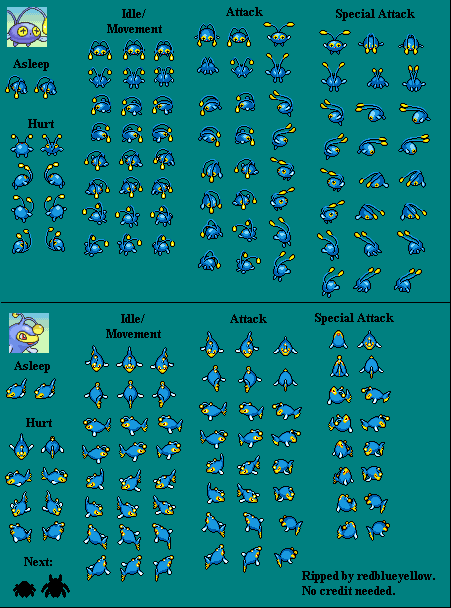 Idle/
Movement
Attack
Special Attack
Asleep
Hurt
Idle/
Movement
Attack
Special Attack
Asleep
Hurt
Next:
Ripped by redblueyellow.
No credit needed.